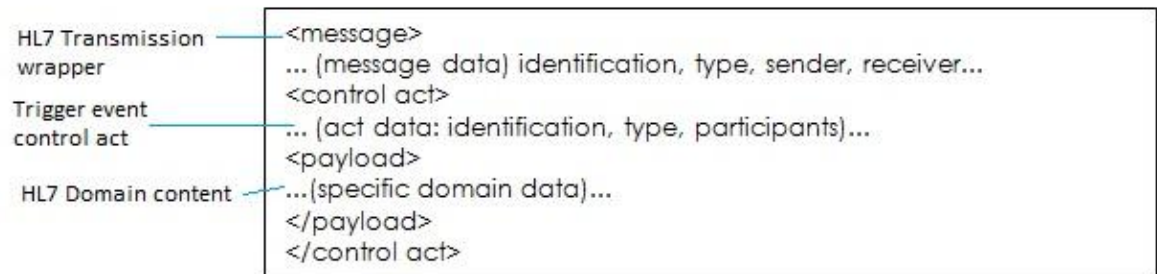 HL7 Transmission
wrapper
Trigger event
control act
HL7 Domain content
<message>
... (message data) identification, type, sender, receiver...
<control act>
... (act data: identification, type, participants)...
<payload>
...(specific domain data)...
</payload>
</control act>